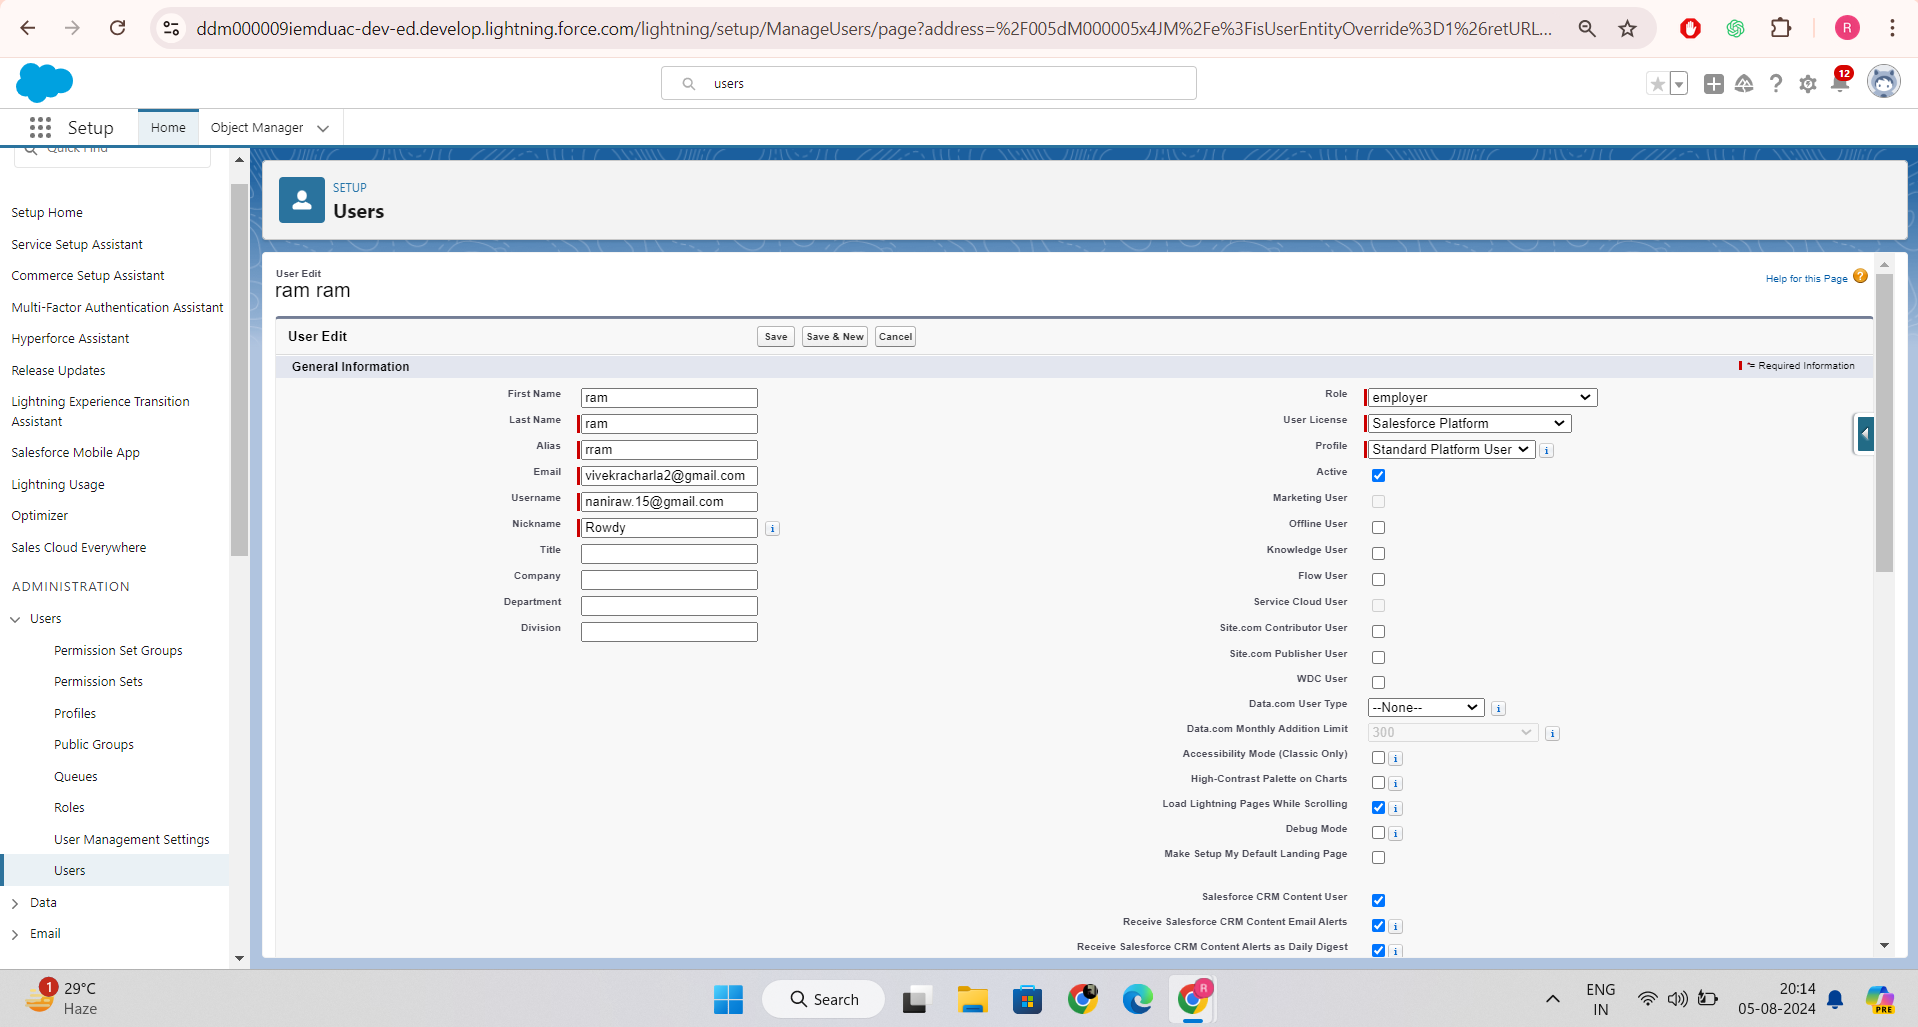 ddm000009iemduac-dev-ed.develop.lightning.force.com/lightning/setup/ManageUsers/page?address=%2F005dM000005x4JM%2Fe%3FisUserEntityOverride%3D1%26retURL...
R
users
12
Setup
Home
Object Manager
Quick Find
Setup Home
Service Setup Assistant
Commerce Setup Assistant
Multi-Factor Authentication Assistant
Hyperforce Assistant
Release Updates
Lightning Experience Transition
Assistant
Salesforce Mobile App
Lightning Usage
Optimizer
Sales Cloud Everywhere
ADMINISTRATION
Users
Permission Set Groups
Permission Sets
Profiles
Public Groups
Queues
Roles
User Management Settings
Users
Data
Email
SETUP
Users
User Edit
ram ram
Help for this Page ?
User Edit
Save
Save & New
Cancel
General Information
*= Required Information
First Name ram
Last Name ram
Alias rram
Email vivekracharla2@gmail.com
Username naniraw.15@gmail.com
Nickname Rowdy i
Title
Company
Department
Division
Role employer
User License Salesforce Platform
Profile Standard Platform User i
Active
Marketing User
Offline User
Knowledge User
Flow User
Service Cloud User
Site.com Contributor User
Site.com Publisher User
WDC User
Data.com User Type --None-- i
Data.com Monthly Addition Limit 300 i
Accessibility Mode (Classic Only) i
High-Contrast Palette on Charts i
Load Lightning Pages While Scrolling i
Debug Mode i
Make Setup My Default Landing Page
Salesforce CRM Content User
Receive Salesforce CRM Content Email Alerts i
Receive Salesforce CRM Content Alerts as Daily Digest i
1
29°C
Haze
Search
R
ENG
IN
20:14
05-08-2024
PRE